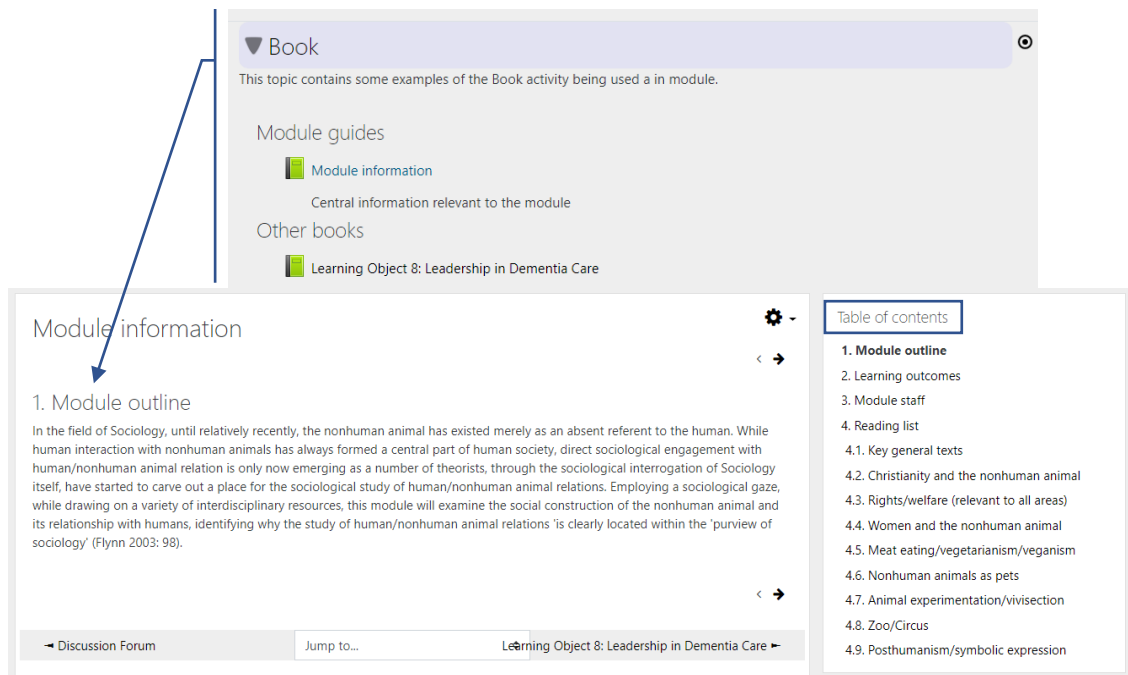 Book
This topic contains some examples of the Book activity being used a in module.
Module guides
Module information
Central information relevant to the module
Other books
Learning Object 8: Leadership in Dementia Care
Module information
1. Module outline
In the field of Sociology, until relatively recently, the nonhuman animal has existed merely as an absent referent to the human. While
human interaction with nonhuman animals has always formed a central part of human society, direct sociological engagement with
human/nonhuman animal relation is only now emerging as a number of theorists, through the sociological interrogation of Sociology
itself, have started to carve out a place for the sociological study of human/nonhuman animal relations. Employing a sociological gaze,
while drawing on a variety of interdisciplinary resources, this module will examine the social construction of the nonhuman animal and
its relationship with humans, identifying why the study of human/nonhuman animal relations 'is clearly located within the 'purview of
sociology' (Flynn 2003: 98).
◄ Discussion Forum
Jump to...
Learning Object 8: Leadership in Dementia Care ►
Table of contents
1. Module outline
2. Learning outcomes
3. Module staff
4. Reading list
4.1. Key general texts
4.2. Christianity and the nonhuman animal
4.3. Rights/welfare (relevant to all areas)
4.4. Women and the nonhuman animal
4.5. Meat eating/vegetarianism/veganism
4.6. Nonhuman animals as pets
4.7. Animal experimentation/vivisection
4.8. Zoo/Circus
4.9. Posthumanism/symbolic expression